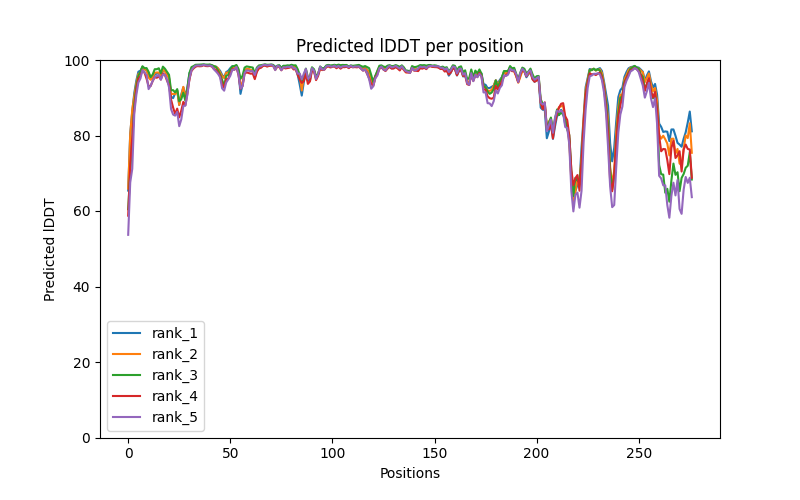 Predicted lDDT per position
100
80
60
40
20
0
Predicted lDDT
rank_1
rank_2
rank_3
rank_4
rank_5
0 50 100 150 200 250
Positions